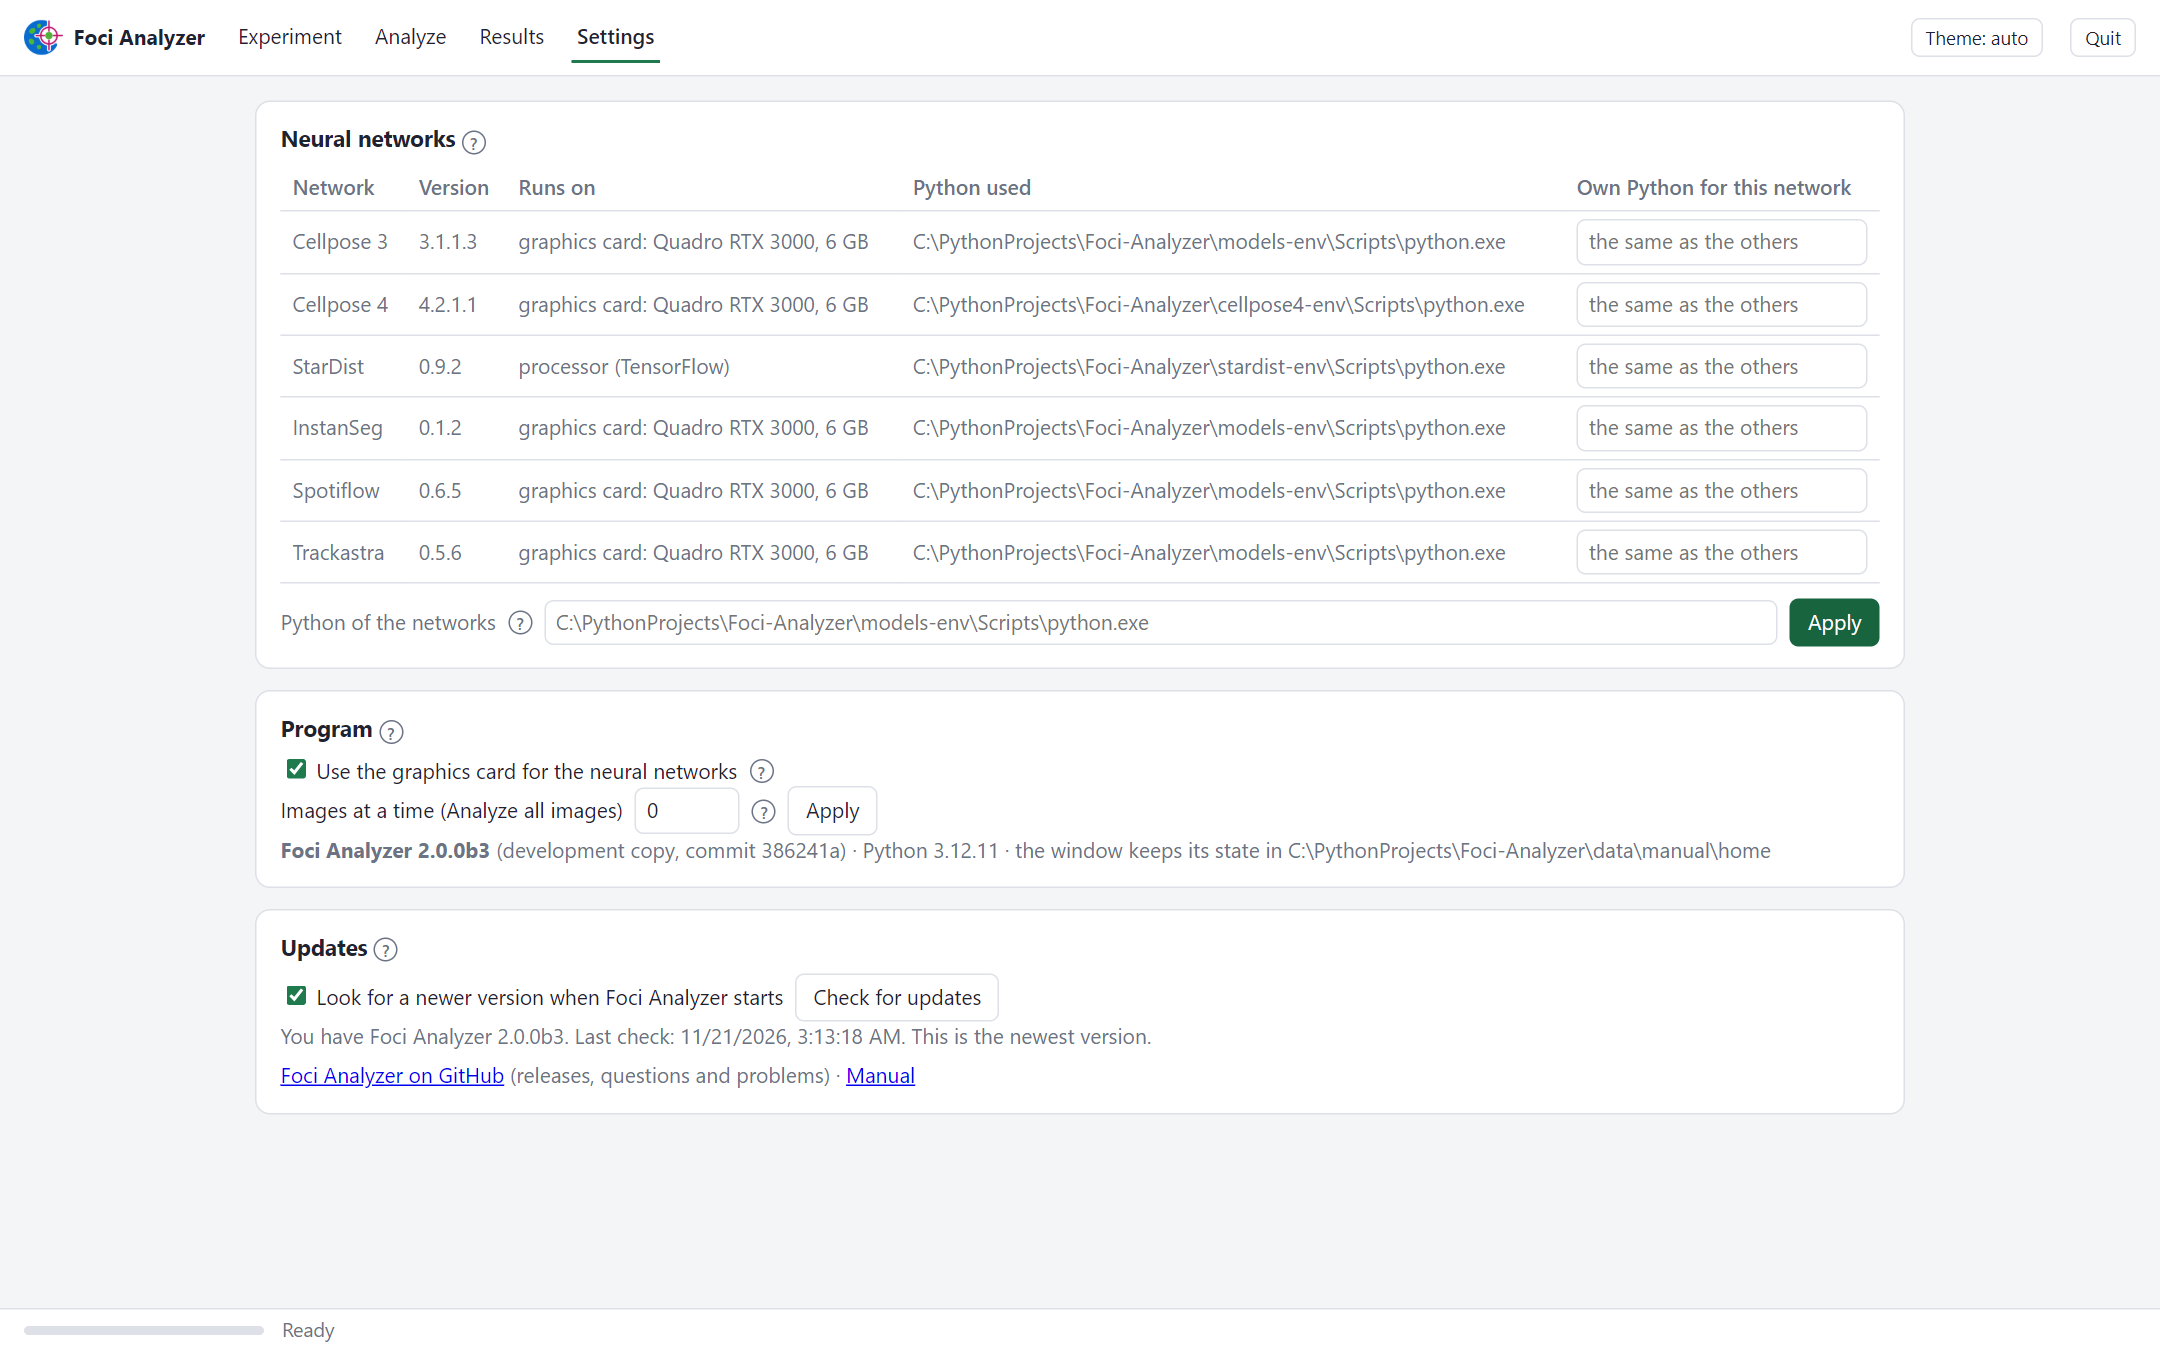 Foci Analyzer Experiment Analyze Results Settings Theme: auto Quit
Neural networks ?
Network Version Runs on Python used Own Python for this network
Cellpose 3 3.1.1.3 graphics card: Quadro RTX 3000, 6 GB C:\PythonProjects\Foci-Analyzer\models-env\Scripts\python.exe the same as the others
Cellpose 4 4.2.1.1 graphics card: Quadro RTX 3000, 6 GB C:\PythonProjects\Foci-Analyzer\cellpose4-env\Scripts\python.exe the same as the others
StarDist 0.9.2 processor (TensorFlow) C:\PythonProjects\Foci-Analyzer\stardist-env\Scripts\python.exe the same as the others
InstanSeg 0.1.2 graphics card: Quadro RTX 3000, 6 GB C:\PythonProjects\Foci-Analyzer\models-env\Scripts\python.exe the same as the others
Spotiflow 0.6.5 graphics card: Quadro RTX 3000, 6 GB C:\PythonProjects\Foci-Analyzer\models-env\Scripts\python.exe the same as the others
Trackastra 0.5.6 graphics card: Quadro RTX 3000, 6 GB C:\PythonProjects\Foci-Analyzer\models-env\Scripts\python.exe the same as the others
Python of the networks ? C:\PythonProjects\Foci-Analyzer\models-env\Scripts\python.exe Apply
Program ?
Use the graphics card for the neural networks ?
Images at a time (Analyze all images) 0 ? Apply
Foci Analyzer 2.0.0b3 (development copy, commit 386241a) · Python 3.12.11 · the window keeps its state in C:\PythonProjects\Foci-Analyzer\data\manual\home
Updates ?
Look for a newer version when Foci Analyzer starts Check for updates
You have Foci Analyzer 2.0.0b3. Last check: 11/21/2026, 3:13:18 AM. This is the newest version.
Foci Analyzer on GitHub (releases, questions and problems) · Manual
Ready